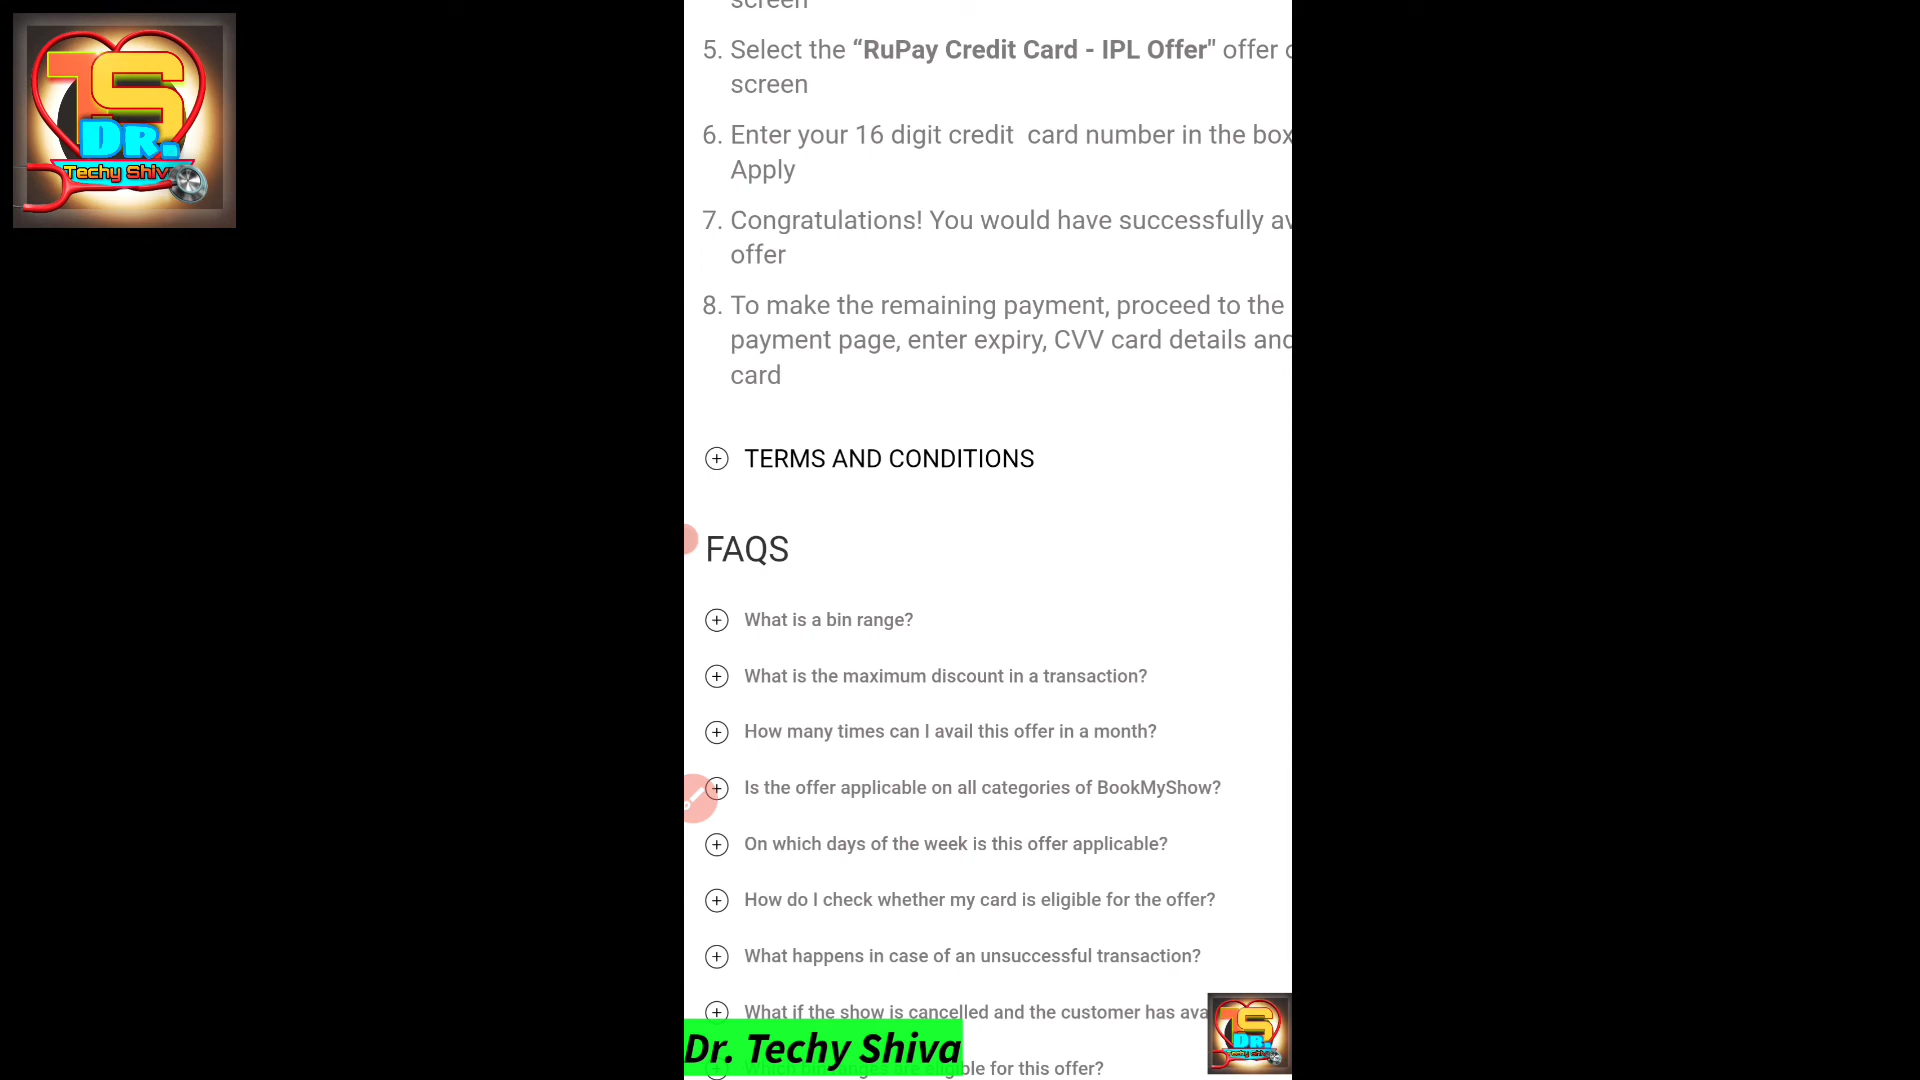 TS
DR.
Techy Shiv
screen
5. Select the “RuPay Credit Card - IPL Offer" offer
screen
6. Enter your 16 digit credit card number in the box
Apply
7. Congratulations! You would have successfully av
offer
8. To make the remaining payment, proceed to the
payment page, enter expiry, CVV card details and
card
TERMS AND CONDITIONS
FAQS
What is a bin range?
What is the maximum discount in a transaction?
How many times can I avail this offer in a month?
Is the offer applicable on all categories of BookMyShow?
On which days of the week is this offer applicable?
How do I check whether my card is eligible for the offer?
What happens in case of an unsuccessful transaction?
What if the show is cancelled and the customer has ava
Dr. Techy Shiva
for this offer?
TS
DR.